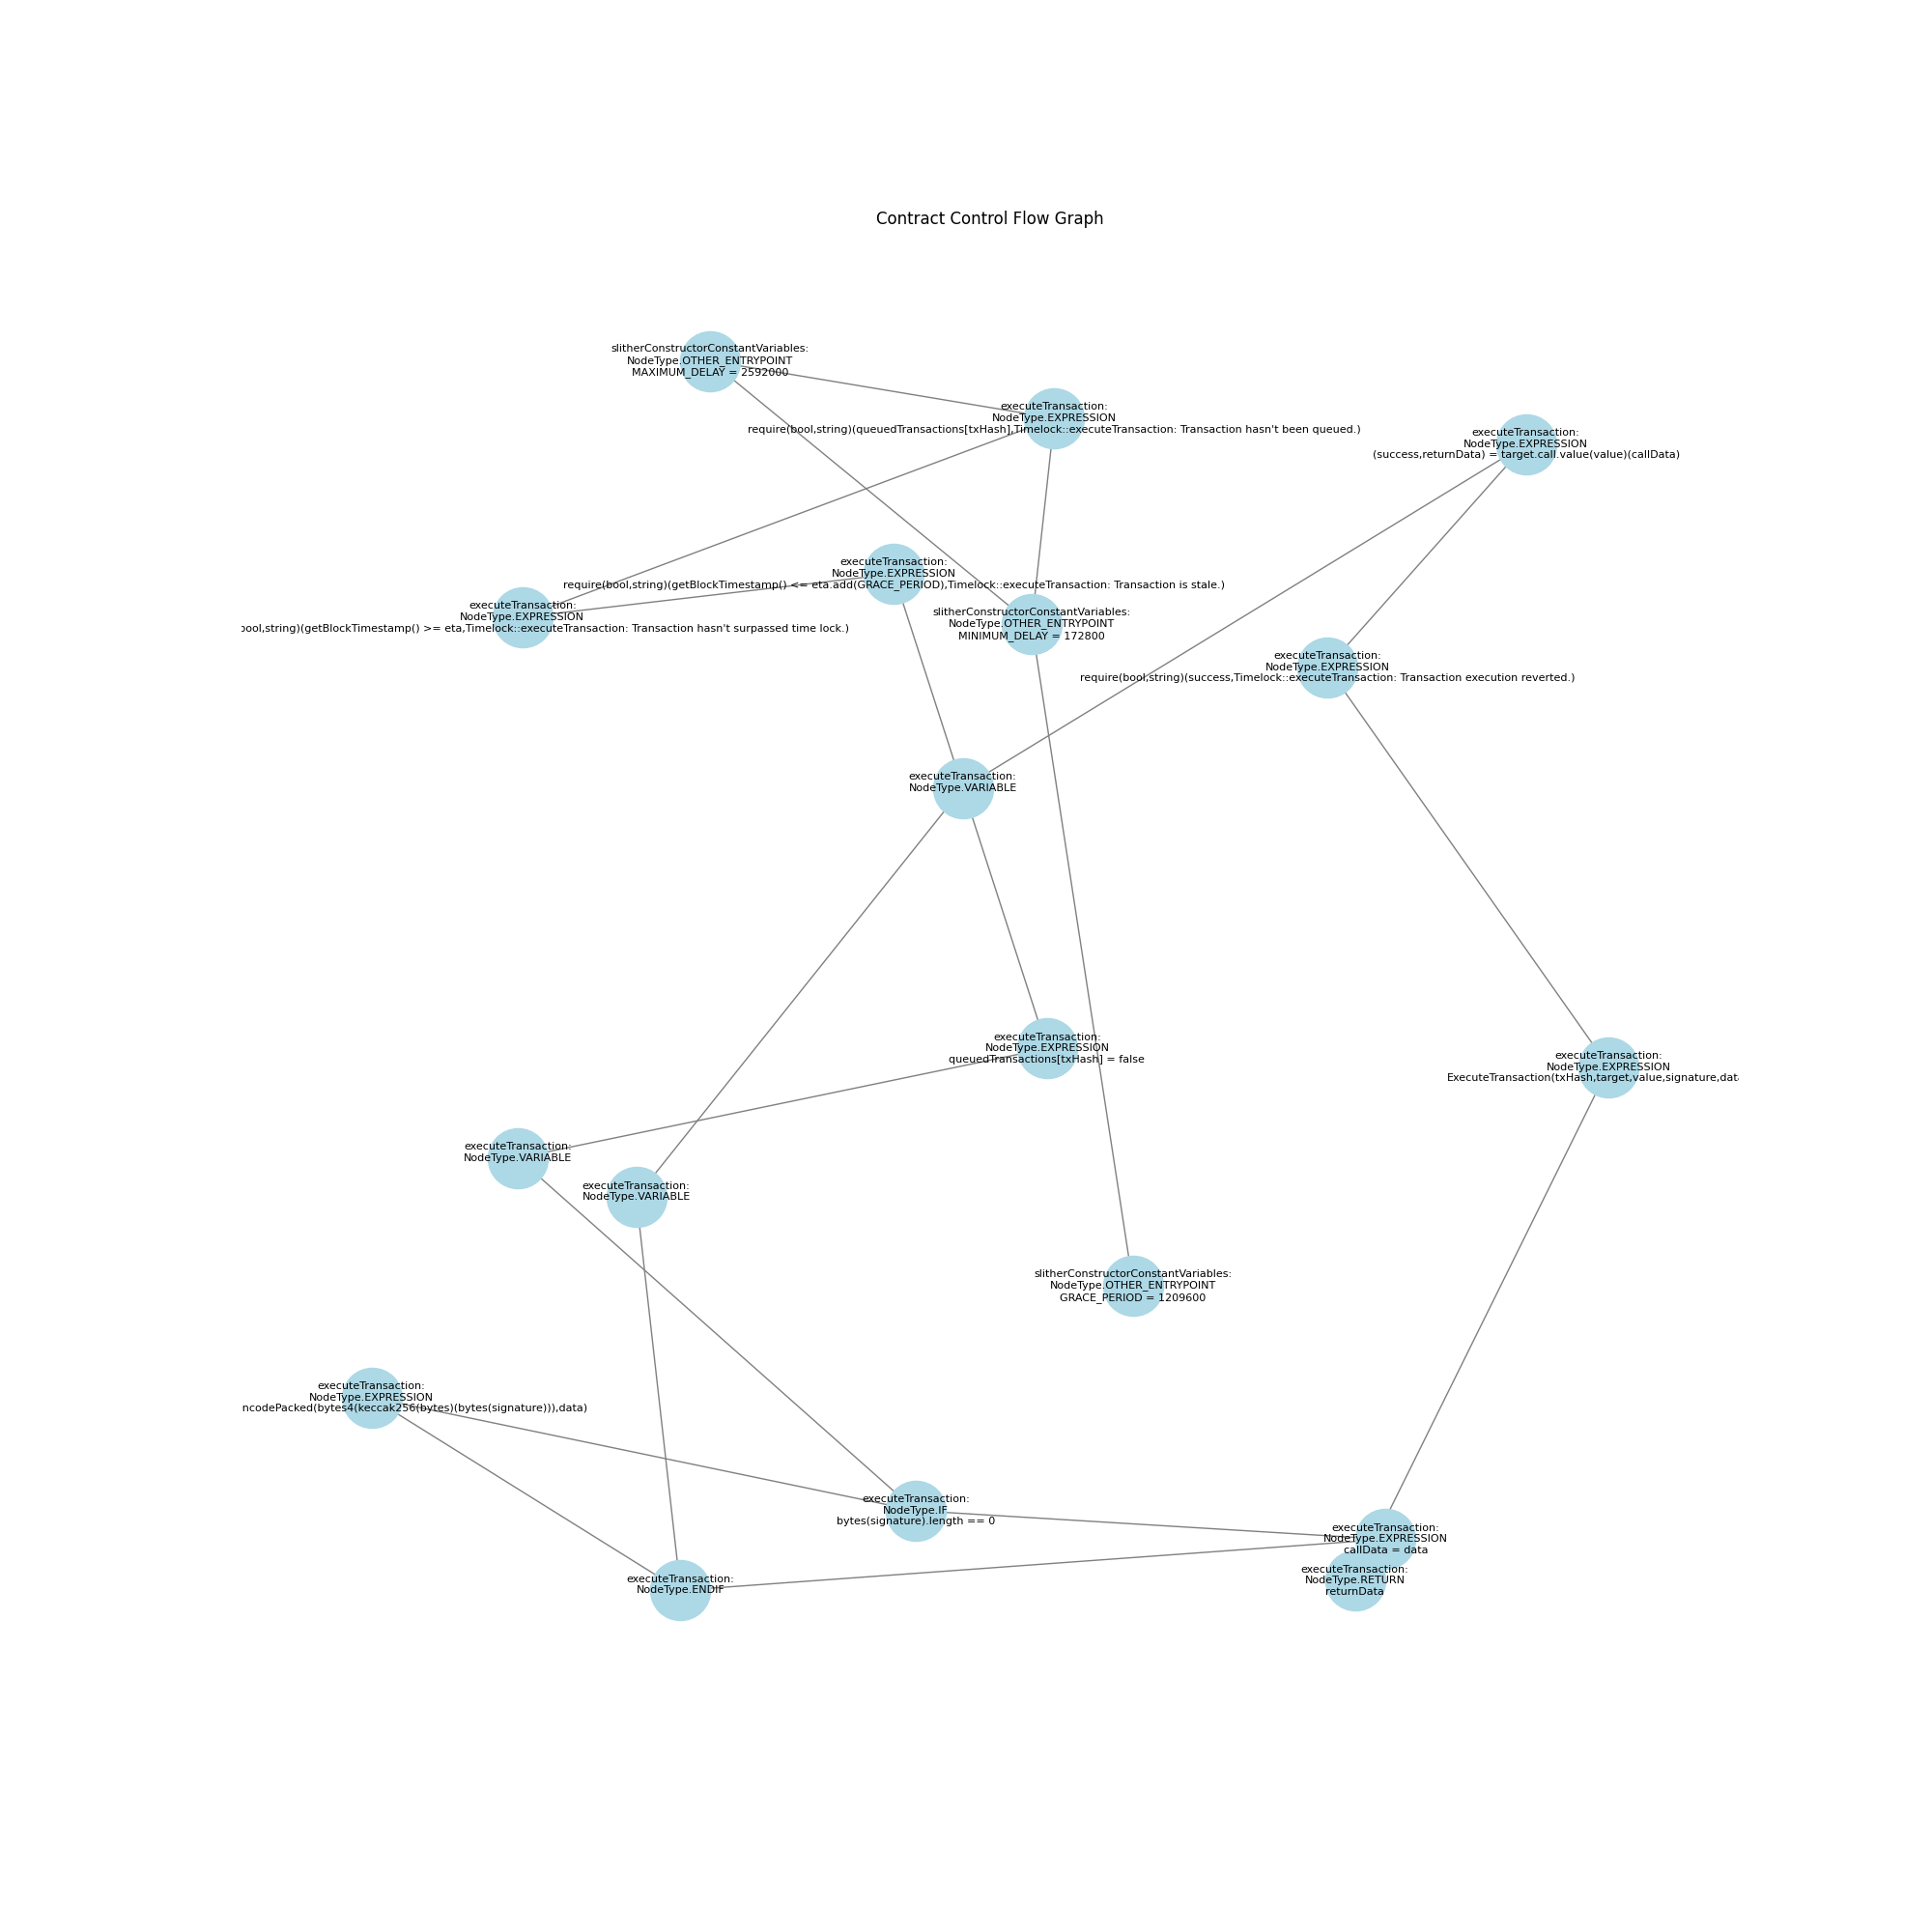 Contract Control Flow Graph
slitherConstructorConstantVariables:
NodeType.OTHER_ENTRYPOINT
MAXIMUM_DELAY = 2592000
executeTransaction:
NodeType.EXPRESSION
require(bool,string)(queuedTransactions[txHash],Timelock::executeTransaction: Transaction hasn't been queued.)
executeTransaction:
NodeType.EXPRESSION
(success,returnData) = target.call.value(value)(callData)
executeTransaction:
NodeType.EXPRESSION
require(bool,string)(getBlockTimestamp() <= eta.add(GRACE_PERIOD),Timelock::executeTransaction: Transaction is stale.)
executeTransaction:
NodeType.EXPRESSION
bool,string)(getBlockTimestamp() >= eta,Timelock::executeTransaction: Transaction hasn't surpassed time lock.)
slitherConstructorConstantVariables:
NodeType.OTHER_ENTRYPOINT
MINIMUM_DELAY = 172800
executeTransaction:
NodeType.EXPRESSION
require(bool,string)(success,Timelock::executeTransaction: Transaction execution reverted.)
executeTransaction:
NodeType.VARIABLE
executeTransaction:
NodeType.EXPRESSION
queuedTransactions[txHash] = false
executeTransaction:
NodeType.EXPRESSION
ExecuteTransaction(txHash,target,value,signature,dat
executeTransaction:
NodeType.VARIABLE
executeTransaction:
NodeType.VARIABLE
slitherConstructorConstantVariables:
NodeType.OTHER_ENTRYPOINT
GRACE_PERIOD = 1209600
executeTransaction:
NodeType.EXPRESSION
ncodePacked(bytes4(keccak256(bytes)(bytes(signature))),data)
executeTransaction:
NodeType.IF
bytes(signature).length == 0
executeTransaction:
NodeType.EXPRESSION
callData = data
executeTransaction:
NodeType.RETURN
returnData
executeTransaction:
NodeType.ENDIF